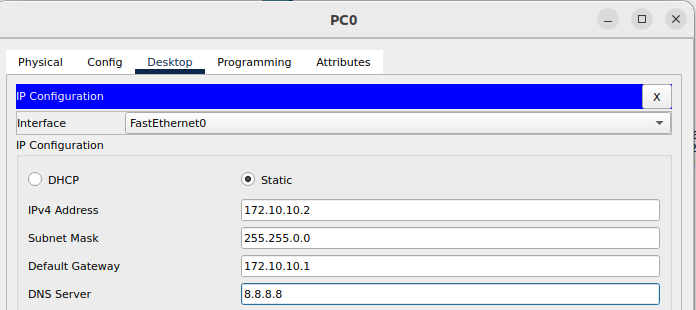 PC0
Physical Config Desktop Programming Attributes
IP Configuration X
Interface FastEthernet0
IP Configuration
DHCP Static
IPv4 Address 172.10.10.2
Subnet Mask 255.255.0.0
Default Gateway 172.10.10.1
DNS Server 8.8.8.8